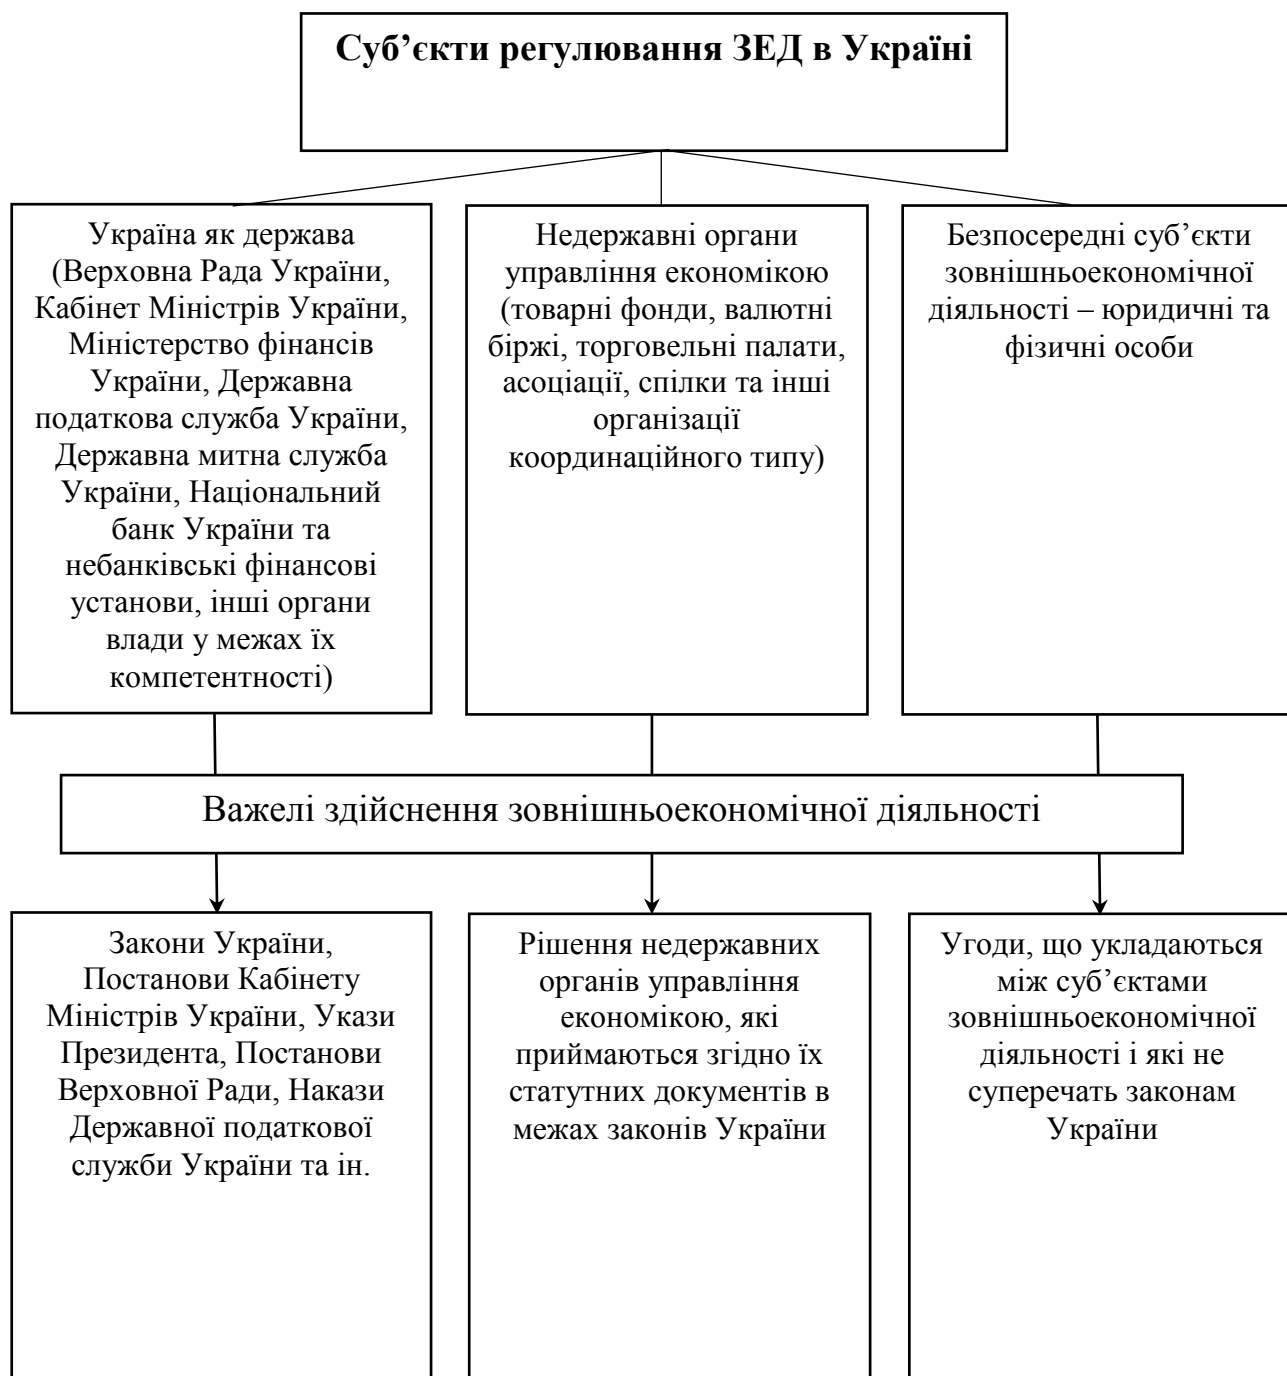 Суб’єкти регулювання ЗЕД в Україні
Україна як держава
(Верховна Рада України,
Кабінет Міністрів України,
Міністерство фінансів
України, Державна
податкова служба України,
Державна митна служба
України, Національний
банк України та
небанківські фінансові
установи, інші органи
влади у межах їх
компетентності)
Недержавні органи
управління економікою
(товарні фонди, валютні
біржі, торговельні палати,
асоціації, спілки та інші
організації
координаційного типу)
Безпосередні суб’єкти
зовнішньоекономічної
діяльності – юридичні та
фізичні особи
Важелі здійснення зовнішньоекономічної діяльності
Закони України,
Постанови Кабінету
Міністрів України, Укази
Президента, Постанови
Верховної Ради, Накази
Державної податкової
служби України та ін.
Рішення недержавних
органів управління
економікою, які
приймаються згідно їх
статутних документів в
межах законів України
Угоди, що укладаються
між суб’єктами
зовнішньоекономічної
діяльності і які не
суперечать законам
України